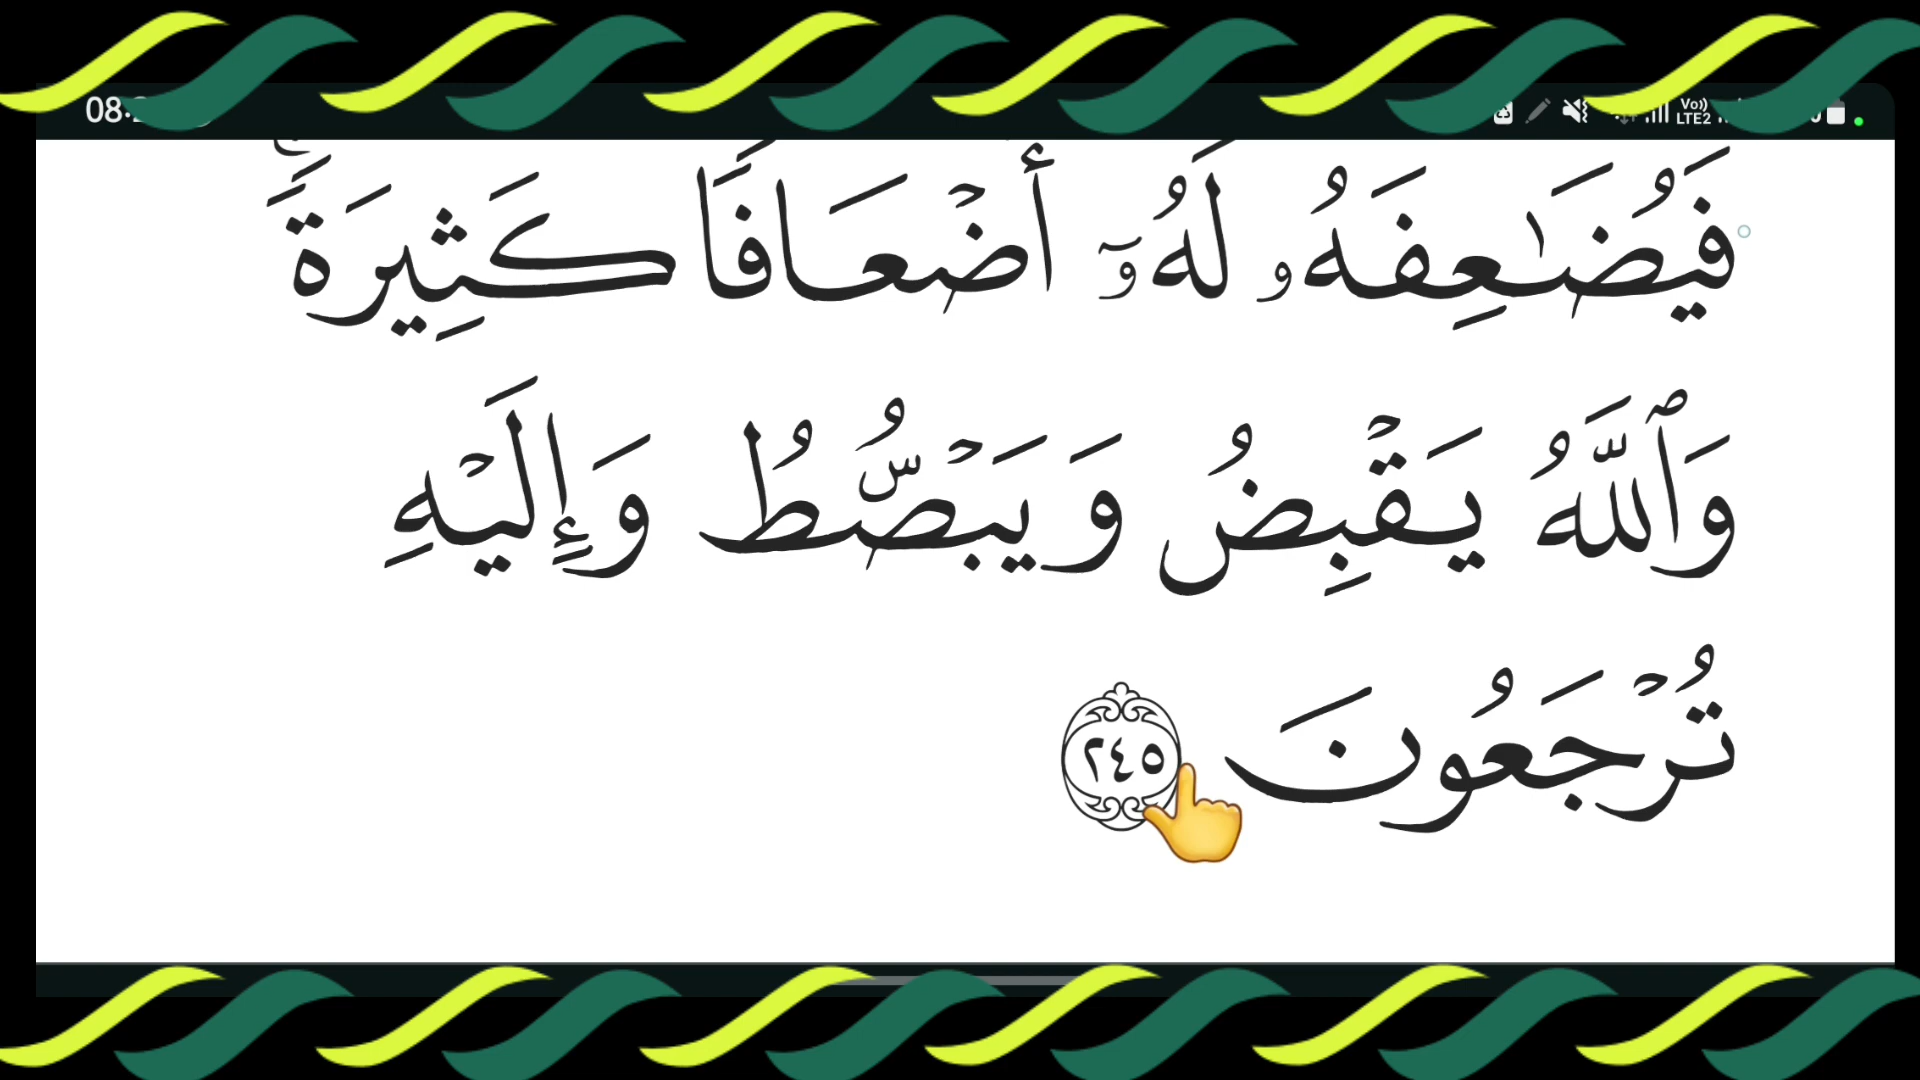 فَيُضَـٰعِفَهُۥ لَهُۥٓ أَضْعَافًا كَثِيرَةً ۚ
وَٱللَّهُ يَقْبِضُ وَيَبْصُۜطُ وَإِلَيْهِ
تُرْجَعُونَ ٢٤٥